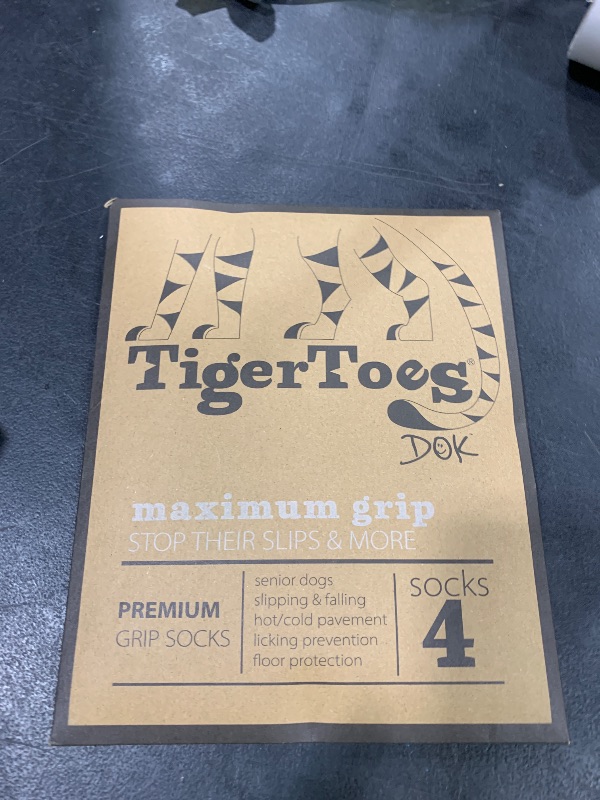 TigerToes®
DOK
maximum grip
STOP THEIR SLIPS & MORE
PREMIUM
GRIP SOCKS
senior dogs
slipping & falling
hot/cold pavement
licking prevention
floor protection
socks
4